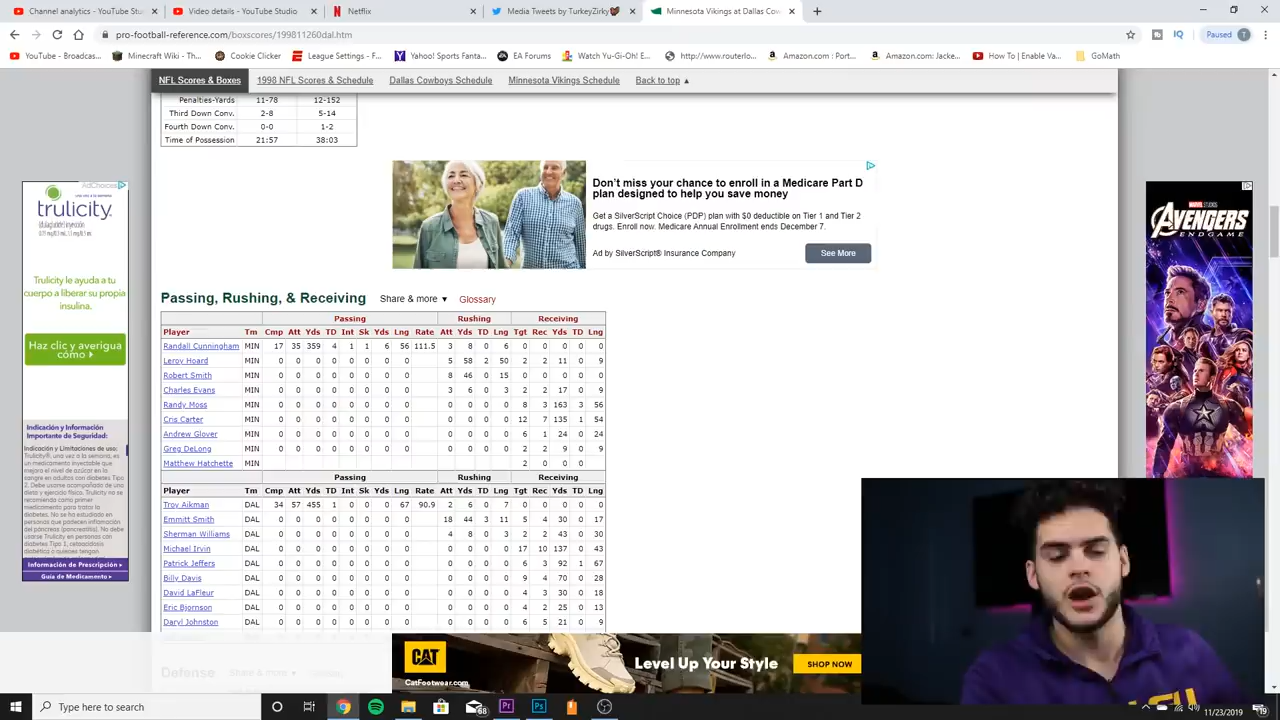 Channel analytics - YouTube Stu
Video details - YouTube Studio
Netflix
Media Tweets by TurkeyZirky
Minnesota Vikings at Dallas Cow
pro-football-reference.com/boxscores/199811260dal.htm
Paused
T
YouTube - Broadcas...
Minecraft Wiki - Th...
Cookie Clicker
League Settings - F...
Yahoo! Sports Fanta...
EA Forums
Watch Yu-Gi-Oh! E...
http://www.routerlo...
Amazon.com : Port...
Amazon.com: Jacke...
How To | Enable Va...
GoMath
NFL Scores & Boxes
1998 NFL Scores & Schedule
Dallas Cowboys Schedule
Minnesota Vikings Schedule
Back to top ▲
Penalties-Yards 11-78 12-152
Third Down Conv. 2-8 5-14
Fourth Down Conv. 0-0 1-2
Time of Possession 21:57 38:03
Don't miss your chance to enroll in a Medicare Part D
plan designed to help you save money
Get a SilverScript Choice (PDP) plan with $0 deductible on Tier 1 and Tier 2
drugs. Enroll now. Medicare Annual Enrollment ends December 7.
Ad by SilverScript® Insurance Company
See More
AdChoices
trulicity
Trulicity le ayuda a tu
cuerpo a liberar su propia
insulina.
Haz clic y averigua
cómo ▸
Indicación y Información
Importante de Seguridad:
Información de Prescripción >
Guía de Medicamento >
MARVEL STUDIOS
AVENGERS
ENDGAME
Passing, Rushing, & Receiving
Share & more ▼
Glossary
Passing Rushing Receiving
Player Tm Cmp Att Yds TD Int Sk Yds Lng Rate Att Yds TD Lng Tgt Rec Yds TD Lng
Randall Cunningham MIN 17 35 359 4 1 1 6 56 111.5 3 8 0 6 0 0 0 0 0
Leroy Hoard MIN 0 0 0 0 0 0 0 0 5 58 2 50 2 2 11 0 9
Robert Smith MIN 0 0 0 0 0 0 0 0 8 46 0 15 0 0 0 0 0
Charles Evans MIN 0 0 0 0 0 0 0 0 2 6 0 3 2 2 17 0 9
Randy Moss MIN 0 0 0 0 0 0 0 0 0 0 0 0 8 3 163 3 56
Cris Carter MIN 0 0 0 0 0 0 0 0 0 0 0 0 12 7 135 1 54
Andrew Glover MIN 0 0 0 0 0 0 0 0 0 0 0 0 6 1 24 0 24
Greg DeLong MIN 0 0 0 0 0 0 0 0 0 0 0 0 2 2 9 0 9
Matthew Hatchette MIN 2 0 0 0
Passing Rushing Receiving
Player Tm Cmp Att Yds TD Int Sk Yds Lng Rate Att Yds TD Lng Tgt Rec Yds TD Lng
Troy Aikman DAL 34 57 455 1 0 0 0 67 90.9 2 6 0 5 0 0 0 0 0
Emmitt Smith DAL 0 0 0 0 0 0 0 0 18 44 3 11 5 4 30 0 17
Sherman Williams DAL 0 0 0 0 0 0 0 0 4 8 0 3 2 2 43 0 30
Michael Irvin DAL 0 0 0 0 0 0 0 0 0 0 0 0 17 10 137 0 43
Patrick Jeffers DAL 0 0 0 0 0 0 0 0 0 0 0 0 6 3 92 1 67
Billy Davis DAL 0 0 0 0 0 0 0 0 0 0 0 0 9 4 70 0 28
David LaFleur DAL 0 0 0 0 0 0 0 0 0 0 0 0 4 3 30 0 18
Eric Bjornson DAL 0 0 0 0 0 0 0 0 0 0 0 0 4 2 25 0 13
Daryl Johnston DAL 0 0 0 0 0 0 0 0 0 0 0 0 6 5 21 0 9
Defense
Share & more ▼
CAT
CatFootwear.com
Level Up Your Style
SHOP NOW
Type here to search
68
Pr
Ps
11/23/2019
19